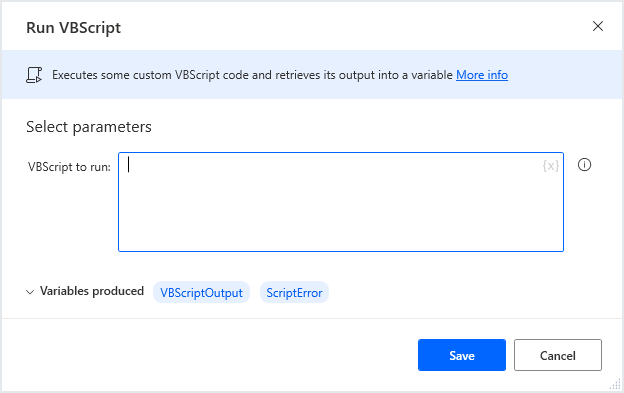 Run VBScript
Executes some custom VBScript code and retrieves its output into a variable More info
Select parameters
VBScript to run:
{x}
Variables produced VBScriptOutput ScriptError
Save Cancel